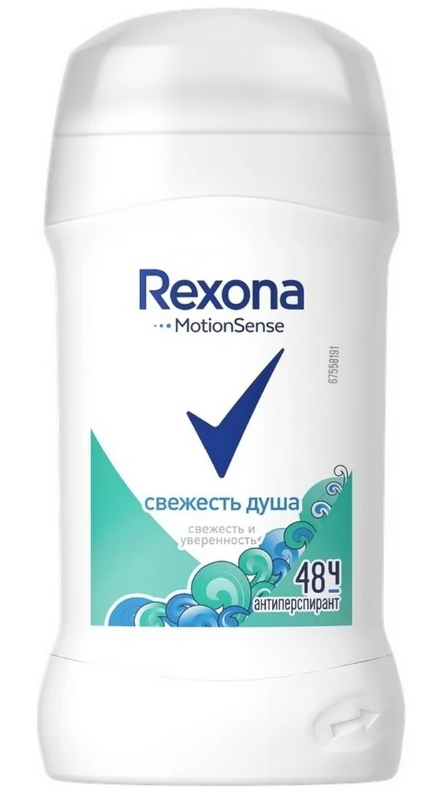 Rexona
MotionSense
67558191
свежесть душа
свежесть и
уверенность
48Ч
антиперспирант